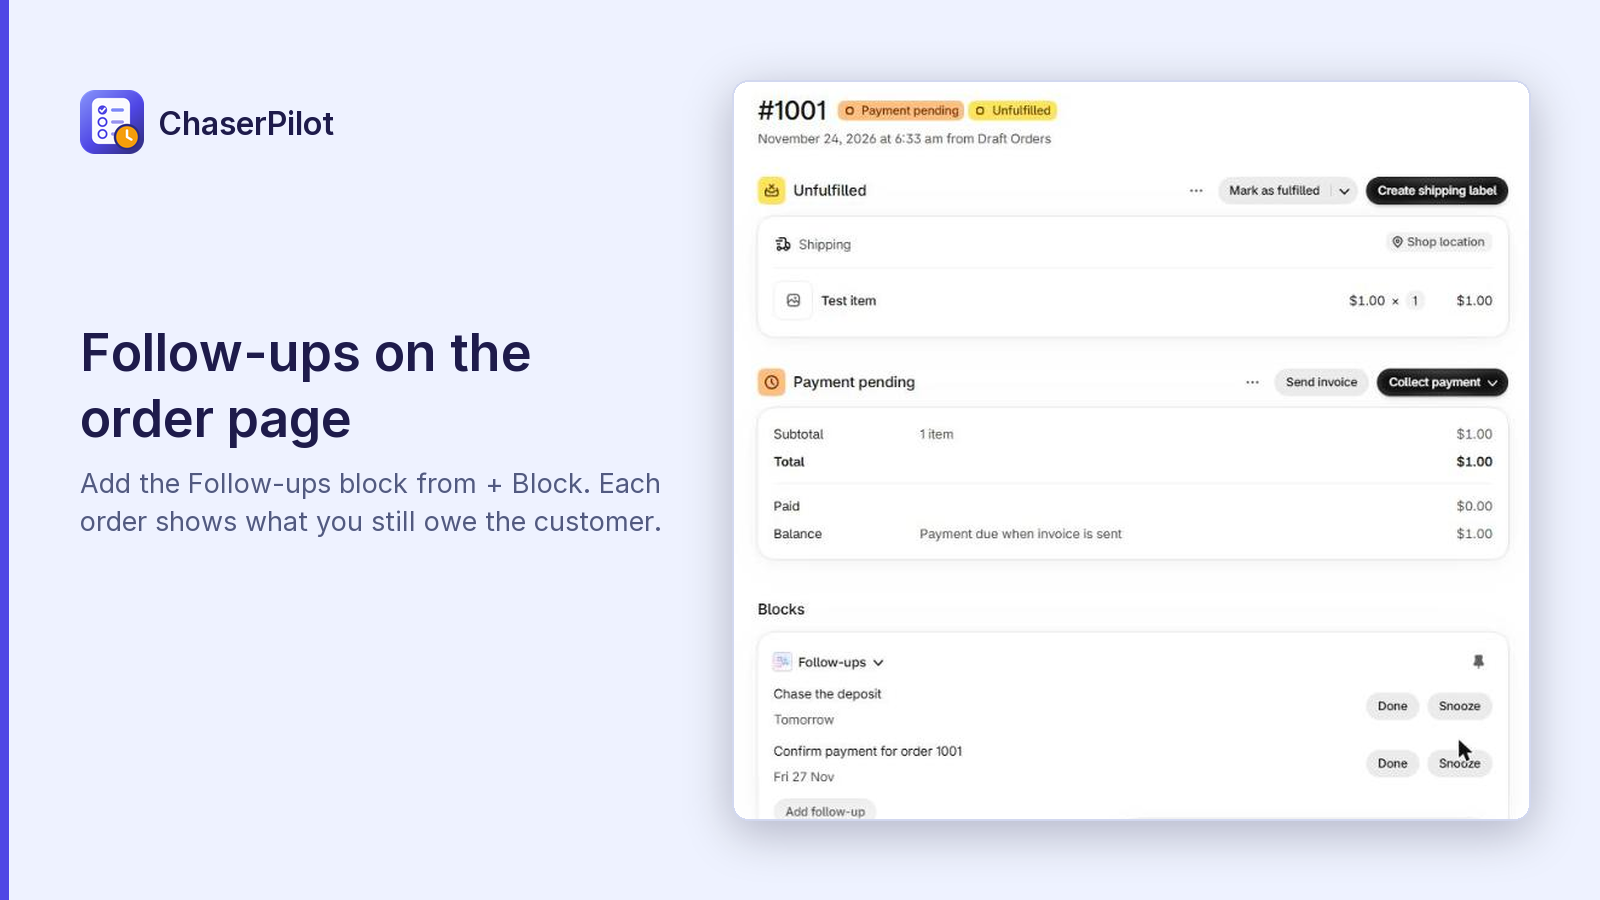 ChaserPilot
Follow-ups on the
order page
Add the Follow-ups block from + Block. Each
order shows what you still owe the customer.
#1001 Payment pending Unfulfilled
November 24, 2026 at 6:33 am from Draft Orders
Unfulfilled ... Mark as fulfilled Create shipping label
Shipping Shop location
Test item $1.00 × 1 $1.00
Payment pending ... Send invoice Collect payment
Subtotal 1 item $1.00
Total $1.00
Paid $0.00
Balance Payment due when invoice is sent $1.00
Blocks
Follow-ups
Chase the deposit
Tomorrow
Done Snooze
Confirm payment for order 1001
Fri 27 Nov
Done Snooze
Add follow-up